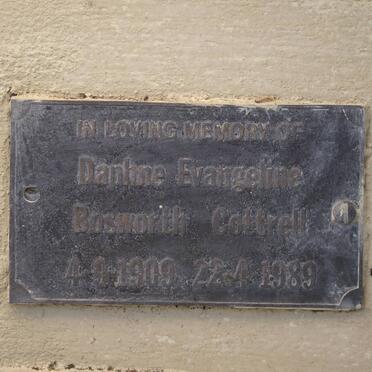 IN LOVING MEMORY OF
Daphne Evangeline
Bosworth Cottrell
4-9-1909 22-4-1989